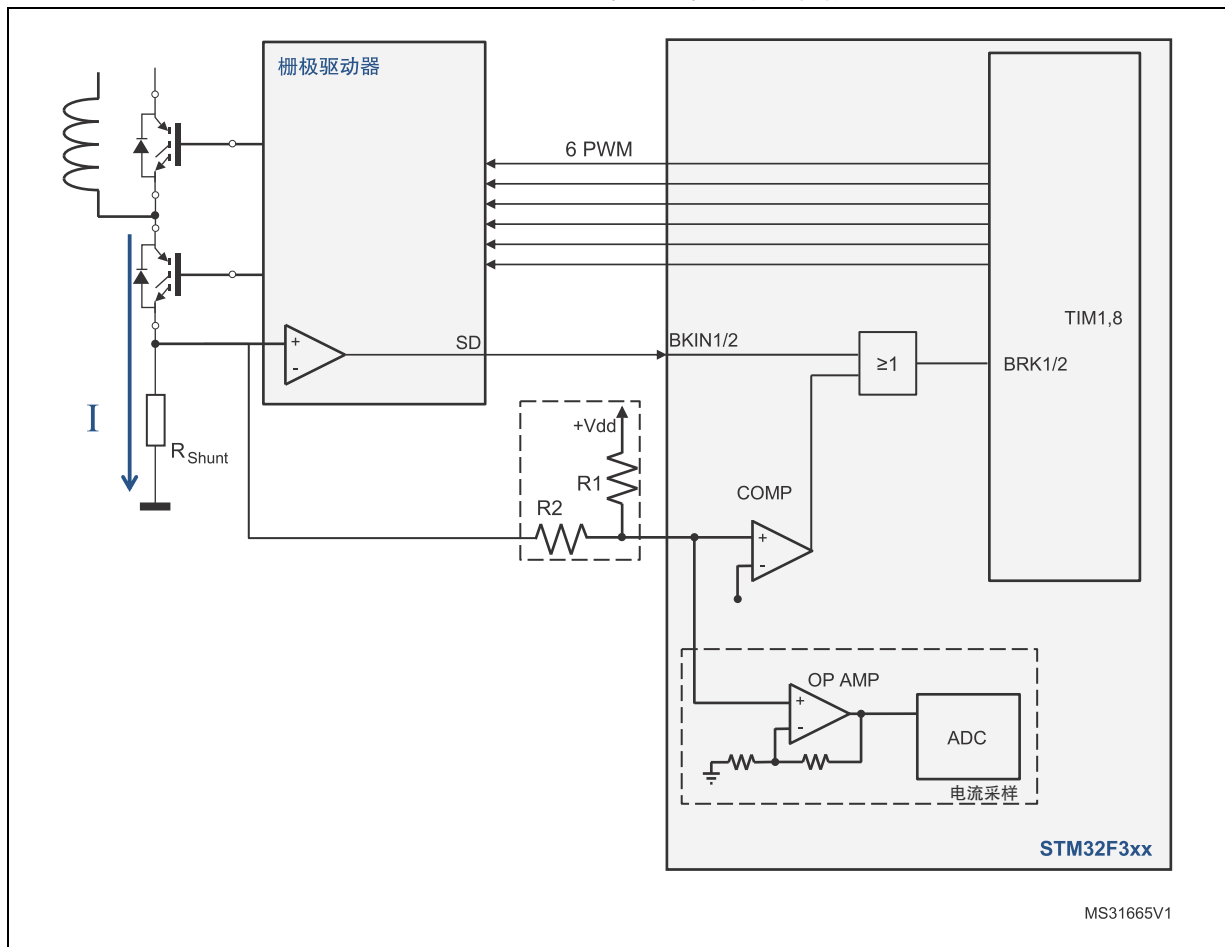 栅极驱动器
6 PWM
TIM1,8
SD
BKIN1/2
≥1
BRK1/2
+
-
I
R Shunt
+Vdd
R1
R2
COMP
+
-
OP AMP
+
-
ADC
电流采样
STM32F3xx
MS31665V1